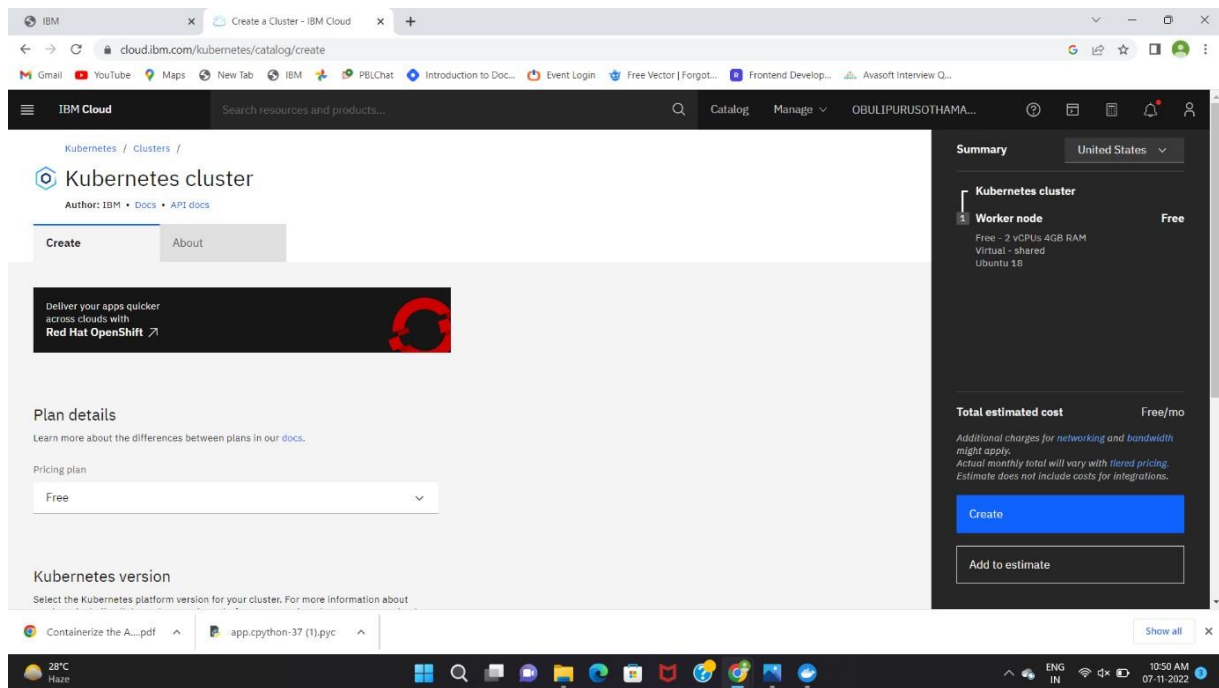 IBM
Create a Cluster - IBM Cloud
cloud.ibm.com/kubernetes/catalog/create
Gmail YouTube Maps New Tab IBM PBLChat Introduction to Doc... Event Login Free Vector | Forgot... Frontend Develop... Avasoft Interview Q...
IBM Cloud
Search resources and products...
Catalog Manage OBULIPURUSOTHAMA...
Kubernetes / Clusters /
Kubernetes cluster
Author: IBM • Docs • API docs
Create About
Deliver your apps quicker
across clouds with
Red Hat OpenShift
Plan details
Learn more about the differences between plans in our docs.
Pricing plan
Free
Kubernetes version
Select the Kubernetes platform version for your cluster. For more information about
Summary United States
Kubernetes cluster
1 Worker node Free
Free - 2 vCPUs 4GB RAM
Virtual - shared
Ubuntu 18
Total estimated cost Free/mo
Additional charges for networking and bandwidth
might apply.
Actual monthly total will vary with tiered pricing.
Estimate does not include costs for integrations.
Create
Add to estimate
Containerize the A....pdf app.cpython-37 (1).pyc Show all
28°C
Haze
ENG
IN
10:50 AM
07-11-2022